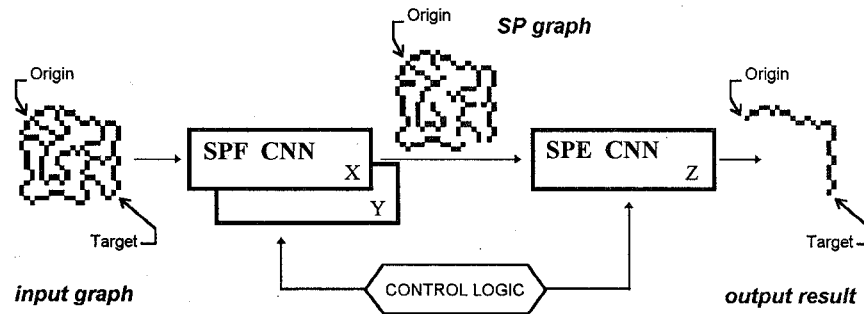 SP graph
Origin
Origin
Origin
SPF CNN
X
Y
SPE CNN
Z
Target
Target
CONTROL LOGIC
input graph
output result